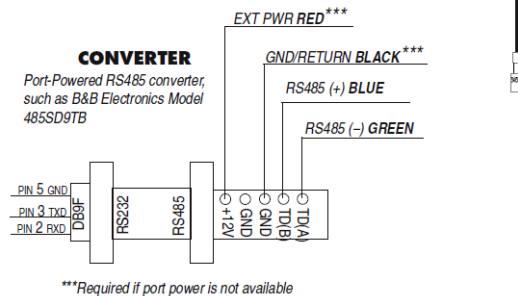 EXT PWR RED***
CONVERTER
GND/RETURN BLACK***
Port-Powered RS485 converter,
such as B&B Electronics Model
485SD9TB
RS485 (+) BLUE
RS485 (–) GREEN
PIN 5 GND
PIN 3 TXD
PIN 2 RXD
DB9F
RS232
RS485
+12V
GND
GND
TD(B)
TD(A)
***Required if port power is not available